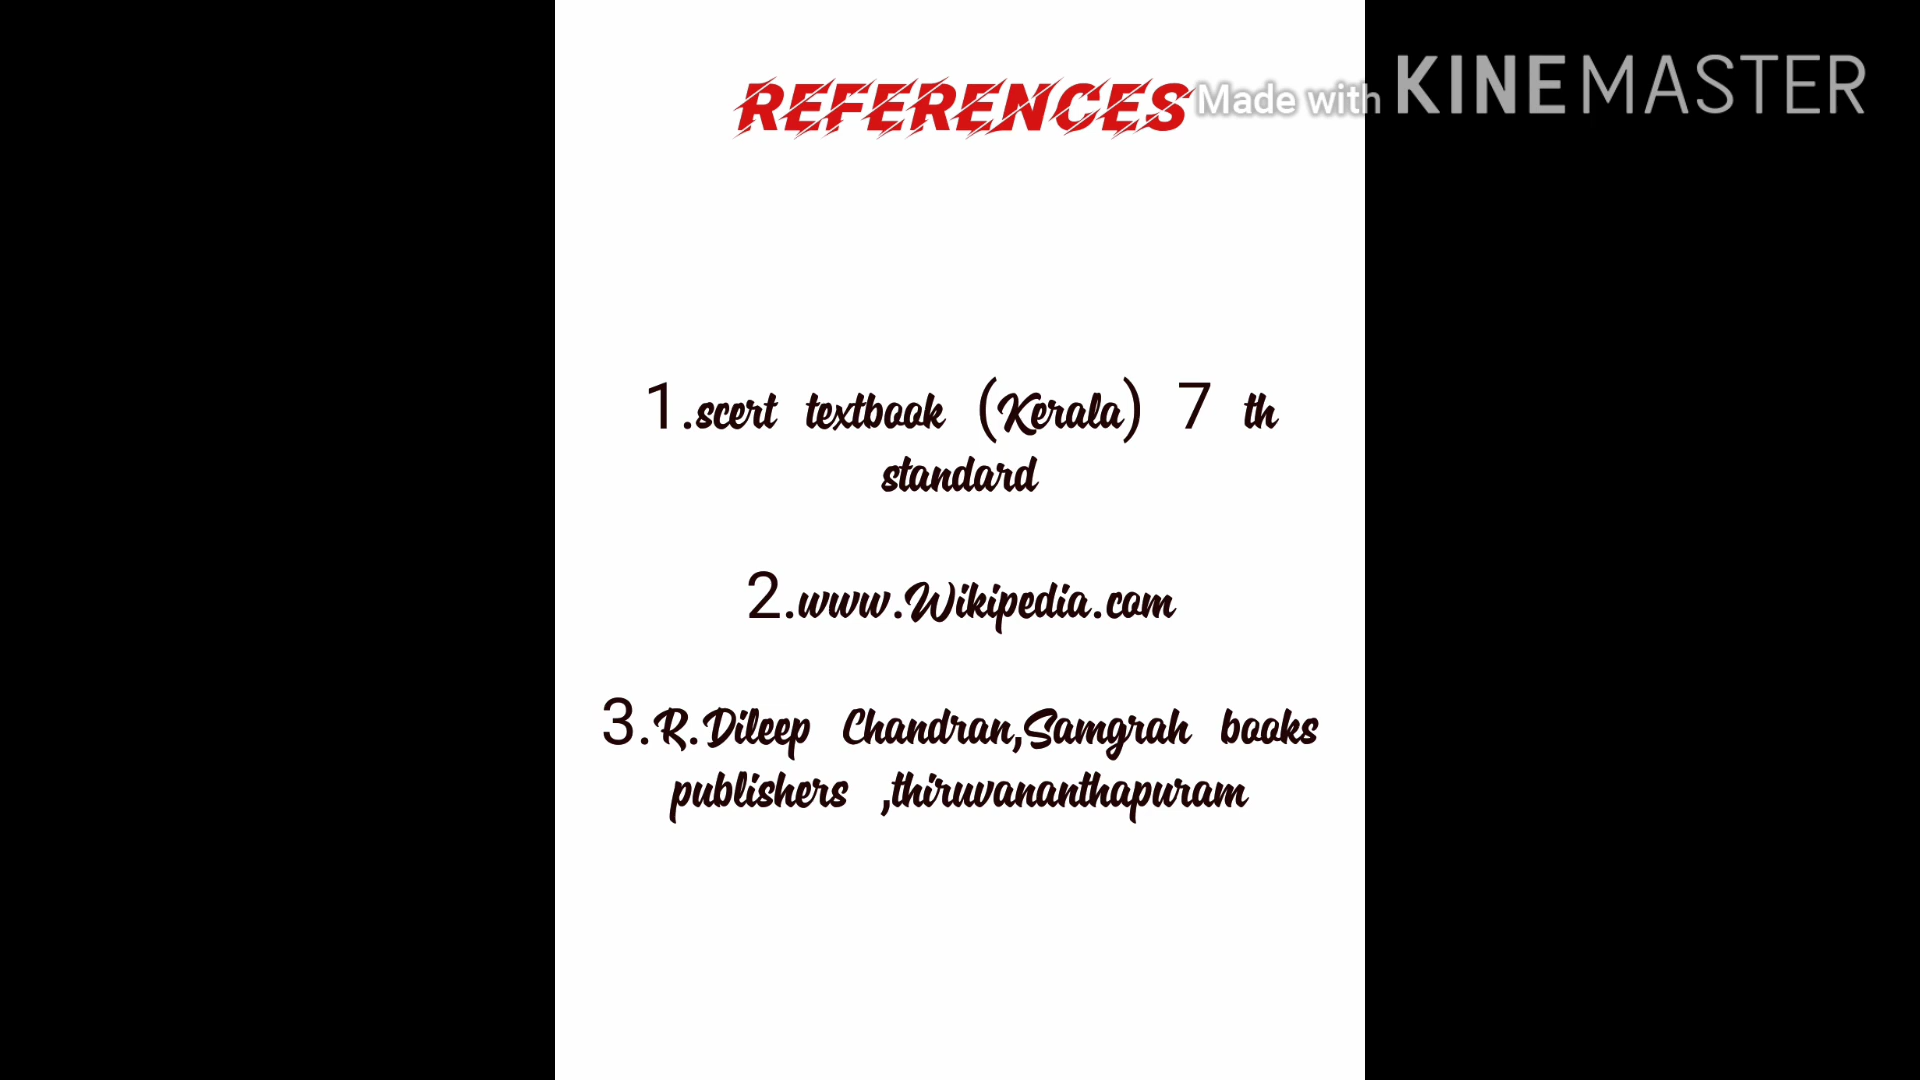 REFERENCES
Made with KINEMASTER
1.scert textbook (Kerala) 7 th
standard
2.www.Wikipedia.com
3.R.Dileep Chandran,Samgrah books
publishers ,thiruvananthapuram